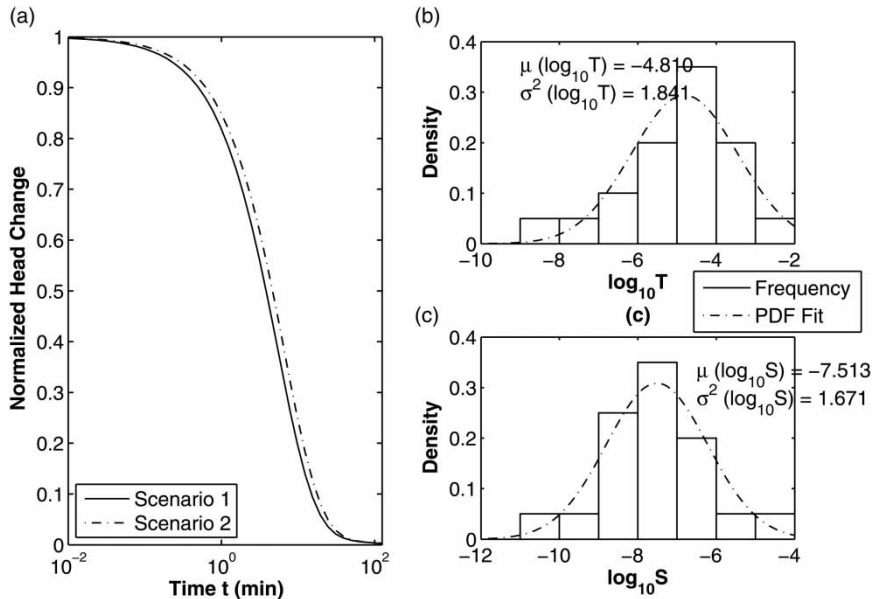 (a)
1
0.9
0.8
0.7
0.6
0.5
0.4
0.3
0.2
0.1
0
Normalized Head Change
Scenario 1
Scenario 2
10⁻²
10⁰
10²
Time t (min)
(b)
0.4
0.3
0.2
0.1
0
Density
μ (log₁₀T) = −4.810
σ² (log₁₀T) = 1.841
−10
−8
−6
−4
−2
log₁₀T
Frequency
PDF Fit
(c)
(c)
0.4
0.3
0.2
0.1
0
Density
μ (log₁₀S) = −7.513
σ² (log₁₀S) = 1.671
−12
−10
−8
−6
−4
log₁₀S